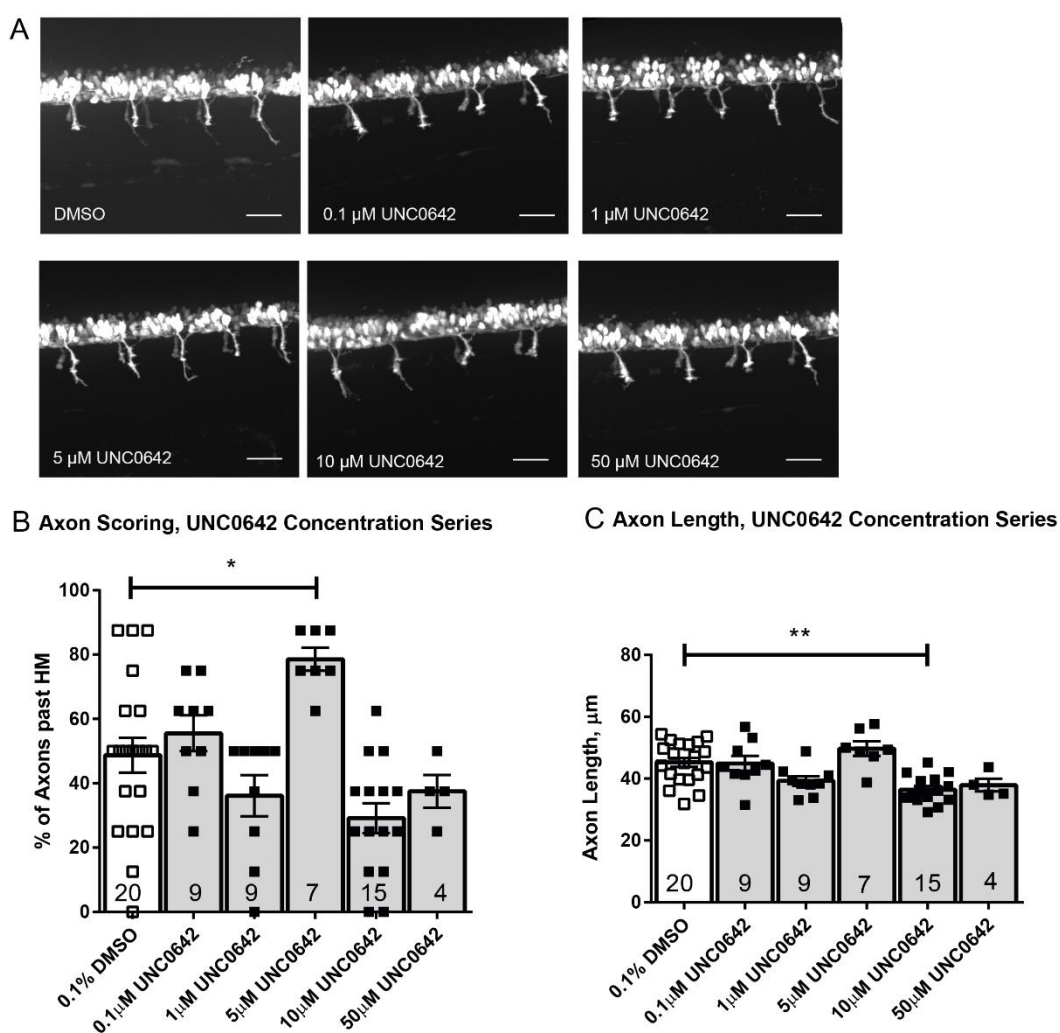 A
DMSO
0.1 µM UNC0642
1 µM UNC0642
5 µM UNC0642
10 µM UNC0642
50 µM UNC0642
B Axon Scoring, UNC0642 Concentration Series
*
100
80
60
40
20
0
% of Axons past HM
20 9 9 7 15 4
0.1% DMSO
0.1µM UNC0642
1µM UNC0642
5µM UNC0642
10µM UNC0642
50µM UNC0642
C Axon Length, UNC0642 Concentration Series
**
80
60
40
20
0
Axon Length, µm
20 9 9 7 15 4
0.1% DMSO
0.1µM UNC0642
1µM UNC0642
5µM UNC0642
10µM UNC0642
50µM UNC0642